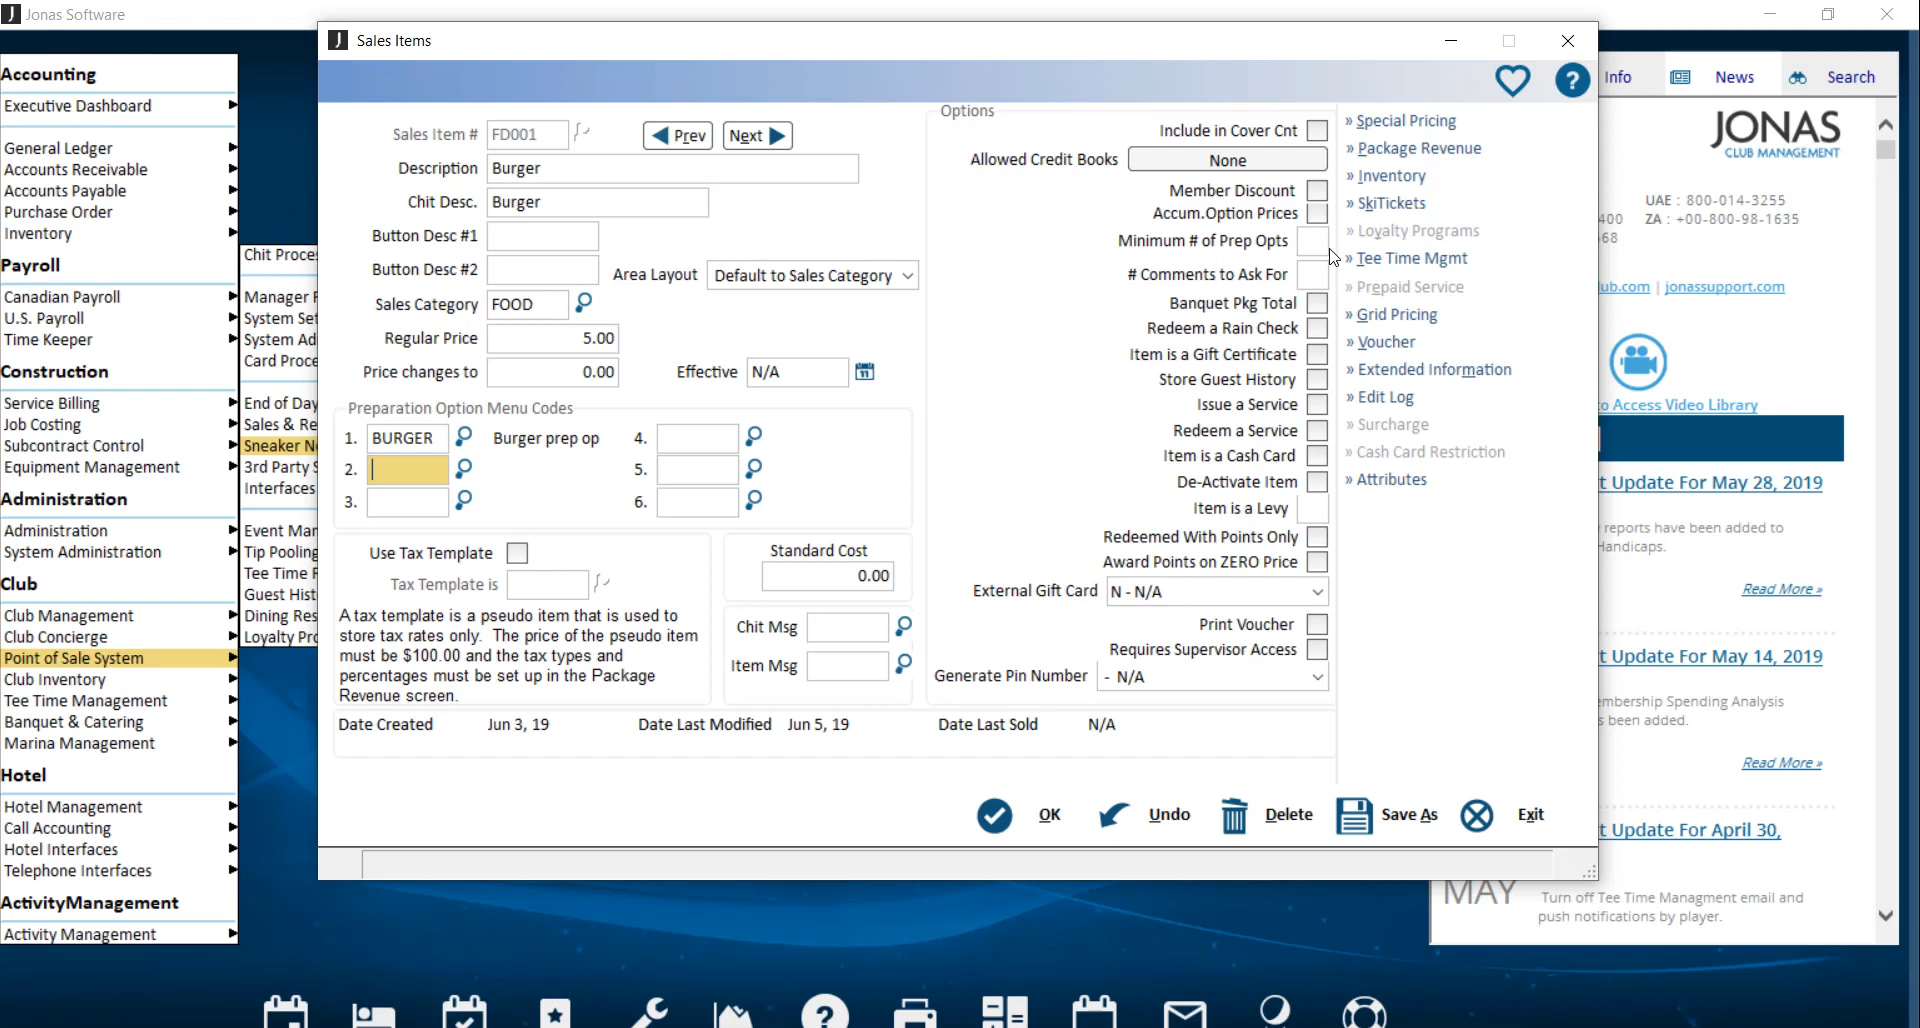 Jonas Software
Accounting
Executive Dashboard
General Ledger
Accounts Receivable
Accounts Payable
Purchase Order
Inventory
Payroll
Canadian Payroll
U.S. Payroll
Time Keeper
Construction
Service Billing
Job Costing
Subcontract Control
Equipment Management
Administration
Administration
System Administration
Club
Club Management
Club Concierge
Point of Sale System
Club Inventory
Tee Time Management
Banquet & Catering
Marina Management
Hotel
Hotel Management
Call Accounting
Hotel Interfaces
Telephone Interfaces
ActivityManagement
Activity Management
Chit Proces
Manager
System Set
System Ad
Card Proce
End of Day
Sales & Re
Sneaker
3rd Party
Interfaces
Event Man
Tip Pooling
Tee Time
Guest Hist
Dining Res
Loyalty Pro
Sales Items
Sales Item # FD001 Prev Next
Description Burger
Chit Desc. Burger
Button Desc #1
Button Desc #2 Area Layout Default to Sales Category
Sales Category FOOD
Regular Price 5.00
Price changes to 0.00 Effective N/A
Preparation Option Menu Codes
1. BURGER Burger prep op 4.
2. 5.
3. 6.
Use Tax Template
Tax Template is
A tax template is a pseudo item that is used to
store tax rates only. The price of the pseudo item
must be $100.00 and the tax types and
percentages must be set up in the Package
Revenue screen.
Standard Cost
0.00
Chit Msg
Item Msg
Date Created Jun 3, 19 Date Last Modified Jun 5, 19 Date Last Sold N/A
Options
Include in Cover Cnt
Allowed Credit Books None
Member Discount
Accum.Option Prices
Minimum # of Prep Opts
# Comments to Ask For
Banquet Pkg Total
Redeem a Rain Check
Item is a Gift Certificate
Store Guest History
Issue a Service
Redeem a Service
Item is a Cash Card
De-Activate Item
Item is a Levy
Redeemed With Points Only
Award Points on ZERO Price
External Gift Card N - N/A
Print Voucher
Requires Supervisor Access
Generate Pin Number - N/A
» Special Pricing
» Package Revenue
» Inventory
» SkiTickets
» Loyalty Programs
» Tee Time Mgmt
» Prepaid Service
» Grid Pricing
» Voucher
» Extended Information
» Edit Log
» Surcharge
» Cash Card Restriction
» Attributes
OK Undo Delete Save As Exit
Info News Search
JONAS
CLUB MANAGEMENT
UAE : 800-014-3255
400 ZA : +00-800-98-1635
68
ub.com | jonassupport.com
to Access Video Library
t Update For May 28, 2019
reports have been added to
Handicaps.
Read More »
t Update For May 14, 2019
mbership Spending Analysis
s been added.
Read More »
t Update For April 30,
MAY
Turn off Tee Time Managment email and
push notifications by player.